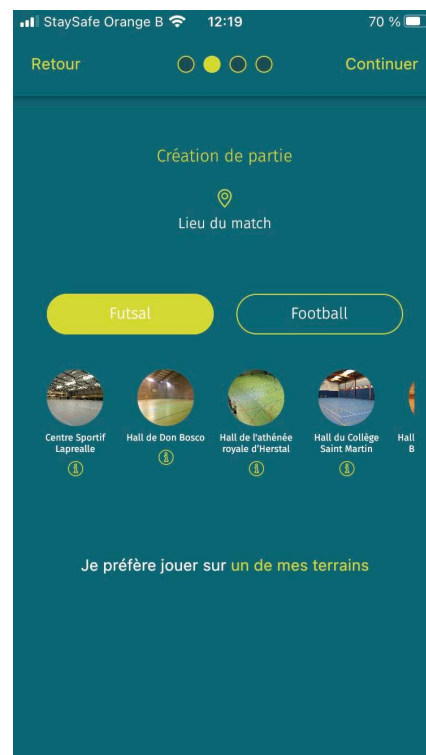 StaySafe Orange B 12:19 70 %
Retour Continuer
Création de partie
Lieu du match
Futsal Football
Centre Sportif
Laprealle
Hall de Don Bosco
Hall de l'athénée
royale d'Herstal
Hall du Collège
Saint Martin
Hall
B
Je préfère jouer sur un de mes terrains